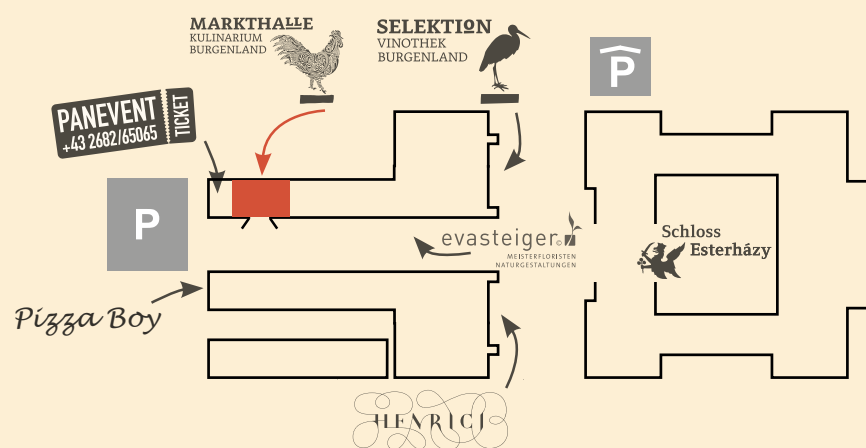 MARKTHALLE
KULINARIUM
BURGENLAND
SELEKTION
VINOTHEK
BURGENLAND
P
PANEVENT
+43 2682/65065
TICKET
P
evasteiger©
MEISTERFLORISTEN
NATURGESTALTUNGEN
Schloss
Esterházy
Pizza Boy
HENRICI